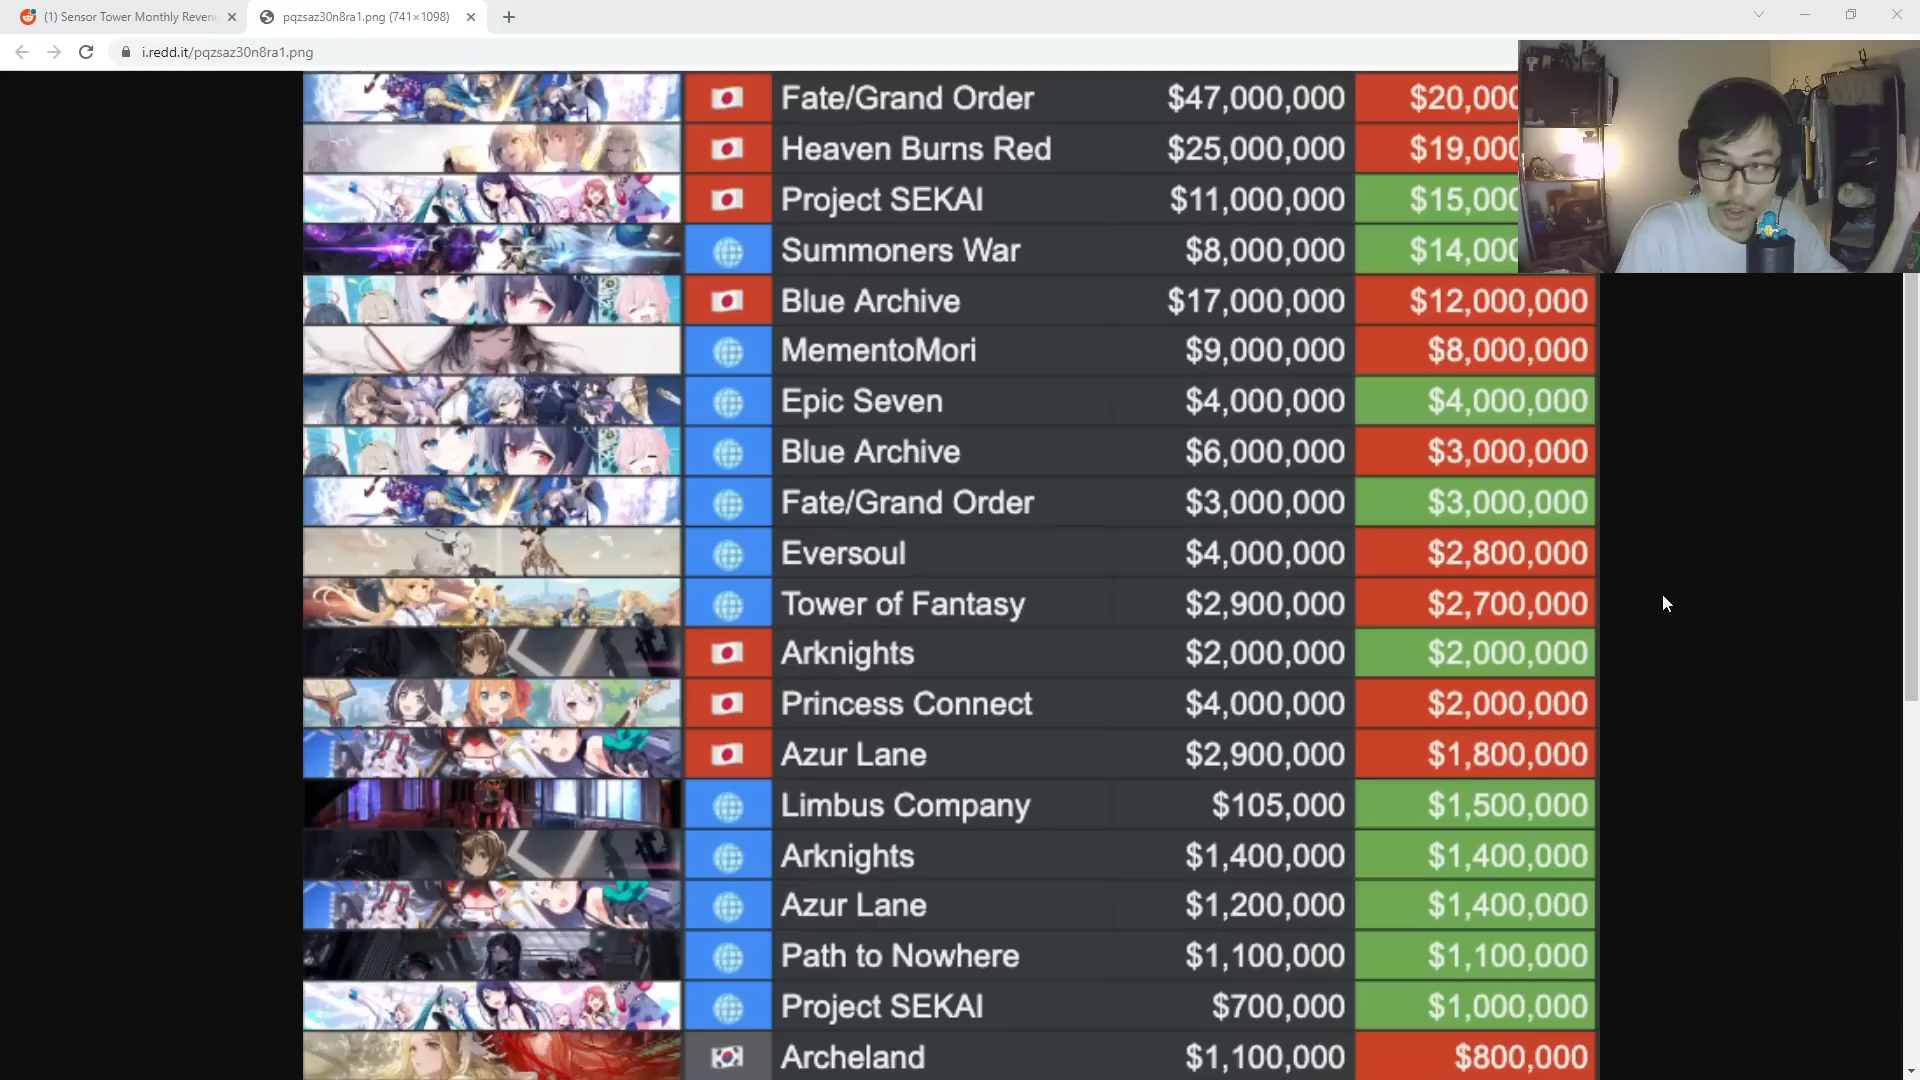 (1) Sensor Tower Monthly Reven
pqzsaz30n8ra1.png (741×1098)
i.redd.it/pqzsaz30n8ra1.png
Fate/Grand Order $47,000,000 $20,000
Heaven Burns Red $25,000,000 $19,000
Project SEKAI $11,000,000 $15,000
Summoners War $8,000,000 $14,000
Blue Archive $17,000,000 $12,000,000
MementoMori $9,000,000 $8,000,000
Epic Seven $4,000,000 $4,000,000
Blue Archive $6,000,000 $3,000,000
Fate/Grand Order $3,000,000 $3,000,000
Eversoul $4,000,000 $2,800,000
Tower of Fantasy $2,900,000 $2,700,000
Arknights $2,000,000 $2,000,000
Princess Connect $4,000,000 $2,000,000
Azur Lane $2,900,000 $1,800,000
Limbus Company $105,000 $1,500,000
Arknights $1,400,000 $1,400,000
Azur Lane $1,200,000 $1,400,000
Path to Nowhere $1,100,000 $1,100,000
Project SEKAI $700,000 $1,000,000
Archeland $1,100,000 $800,000